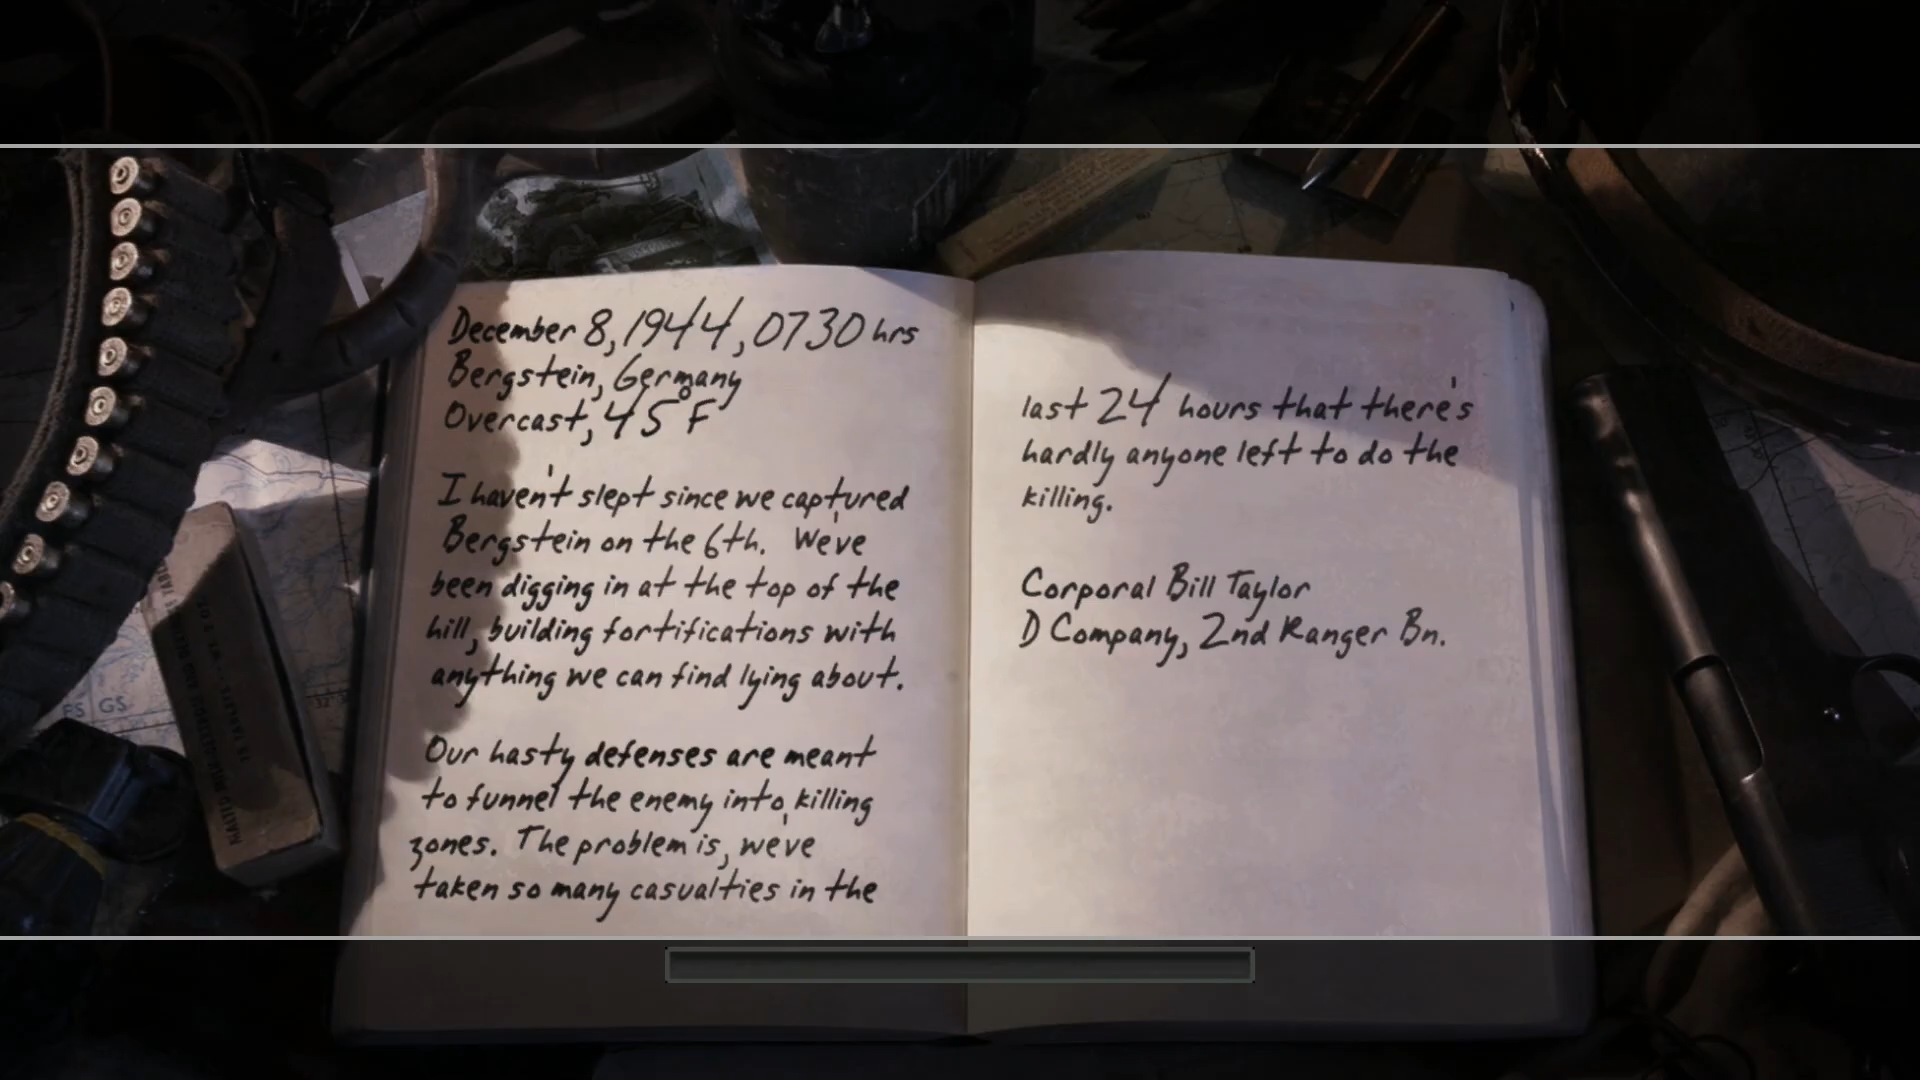 December 8, 1944, 0730 hrs
Bergstein, Germany
Overcast, 45°F
I haven't slept since we captured
Bergstein on the 6th. We've
been digging in at the top of the
hill, building fortifications with
anything we can find lying about.
Our hasty defenses are meant
to funnel the enemy into killing
zones. The problem is, we've
taken so many casualties in the
last 24 hours that there's
hardly anyone left to do the
killing.
Corporal Bill Taylor
D Company, 2nd Ranger Bn.
FS GS